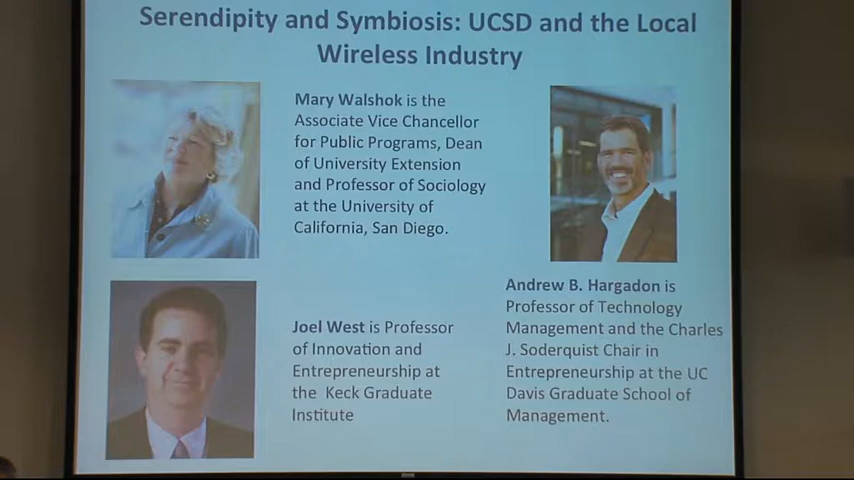 Serendipity and Symbiosis: UCSD and the Local
Wireless Industry
Mary Walshok is the
Associate Vice Chancellor
for Public Programs, Dean
of University Extension
and Professor of Sociology
at the University of
California, San Diego.
Joel West is Professor
of Innovation and
Entrepreneurship at
the Keck Graduate
Institute
Andrew B. Hargadon is
Professor of Technology
Management and the Charles
J. Soderquist Chair in
Entrepreneurship at the UC
Davis Graduate School of
Management.